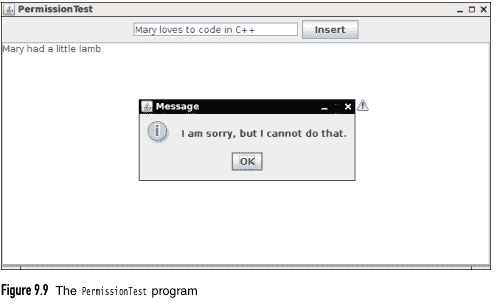 PermissionTest
Mary loves to code in C++ Insert
Mary had a little lamb
Message
I am sorry, but I cannot do that.
OK
Figure 9.9 The PermissionTest program